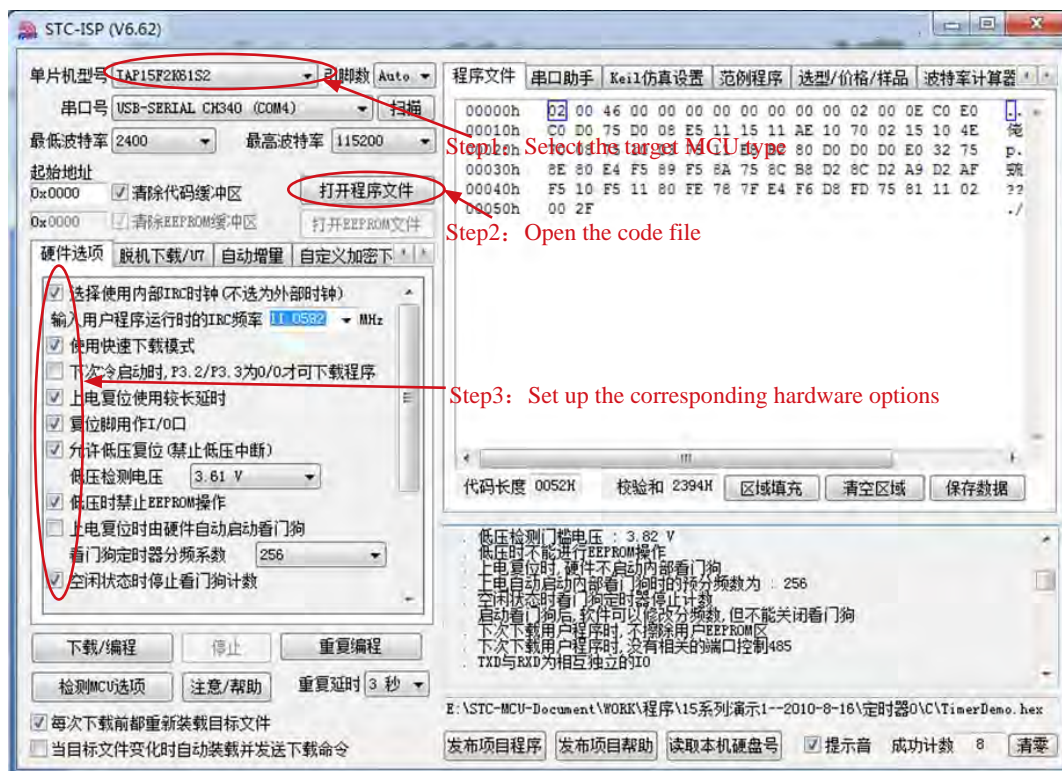 STC-ISP (V6.62)
单片机型号 IAP15F2K61S2 引脚数 Auto
串口号 USB-SERIAL CH340 (COM4) 扫描
最低波特率 2400 最高波特率 115200
起始地址
0x0000 清除代码缓冲区 打开程序文件
0x0000 清除EEPROM缓冲区 打开EEPROM文件
硬件选项 脱机下载/U7 自动增量 自定义加密下
选择使用内部IRC时钟(不选为外部时钟)
输入用户程序运行时的IRC频率 11.0592 MHz
使用快速下载模式
下次冷启动时,P3.2/P3.3为0/0才可下载程序
上电复位使用较长延时
复位脚用作I/O口
允许低压复位(禁止低压中断)
低压检测电压 3.61 V
低压时禁止EEPROM操作
上电复位时由硬件自动启动看门狗
看门狗定时器分频系数 256
空闲状态时停止看门狗计数
下载/编程 停止 重复编程
检测MCU选项 注意/帮助 重复延时 3 秒
每次下载前都重新装载目标文件
当目标文件变化时自动装载并发送下载命令
程序文件 串口助手 Keil仿真设置 范例程序 选型/价格/样品 波特率计算器
00000h 02 00 46 00 00 00 00 00 00 00 00 02 00 0E C0 E0 ..
00010h C0 D0 75 D0 08 E5 11 15 11 AE 10 70 02 15 10 4E 俺
00020h 80 D0 D0 D0 E0 32 75 p.
Step1: Select the target MCU type
00030h 8E 80 E4 F5 89 F5 8A 75 8C B8 D2 8C D2 A9 D2 AF
00040h F5 10 F5 11 80 FE 78 7F E4 F6 D8 FD 75 81 11 02 ??
00050h 00 2F ./
Step2: Open the code file
Step3: Set up the corresponding hardware options
代码长度 0052H 校验和 2394H 区域填充 清空区域 保存数据
. 低压检测门槛电压 : 3.82 V
. 低压时不能进行EEPROM操作
. 上电复位时,硬件不启动内部看门狗
. 上电自动启动内部看门狗时的预分频数为 : 256
. 空闲状态时看门狗定时器停止计数
. 启动看门狗后,软件可以修改分频数,但不能关闭看门狗
. 下次下载用户程序时,不擦除用户EEPROM区
. 下次下载用户程序时,没有相关的端口控制485
. TXD与RXD为相互独立的IO
E:\STC-MCU-Document\WORK\程序\15系列演示1--2010-8-16\定时器0\C\TimerDemo.hex
发布项目程序 发布项目帮助 读取本机硬盘号 提示音 成功计数 8 清零